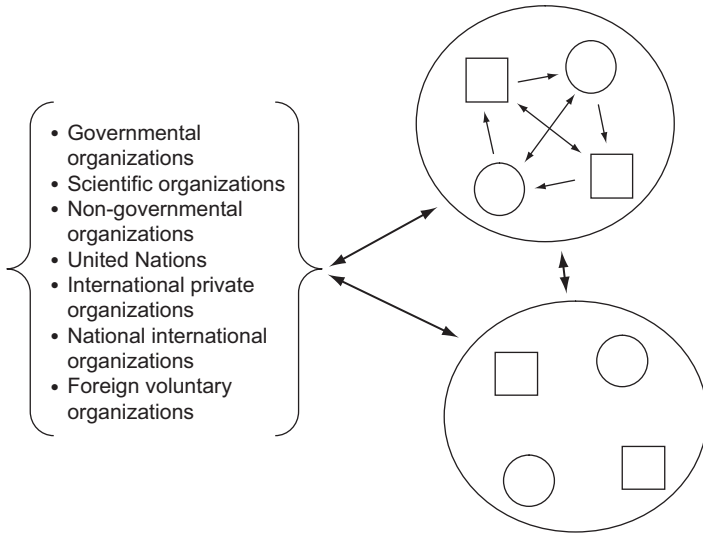 • Governmental
organizations
• Scientific organizations
• Non-governmental
organizations
• United Nations
• International private
organizations
• National international
organizations
• Foreign voluntary
organizations